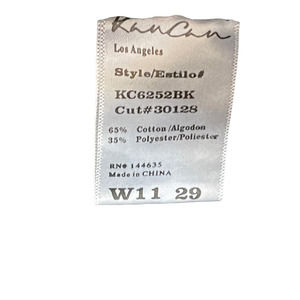 KanCan
Los Angeles
Style/Estilo#
KC6252BK
Cut#30128
65% Cotton/Algodon
35% Polyester/Poliester
RN# 144635
Made in CHINA
W11 29